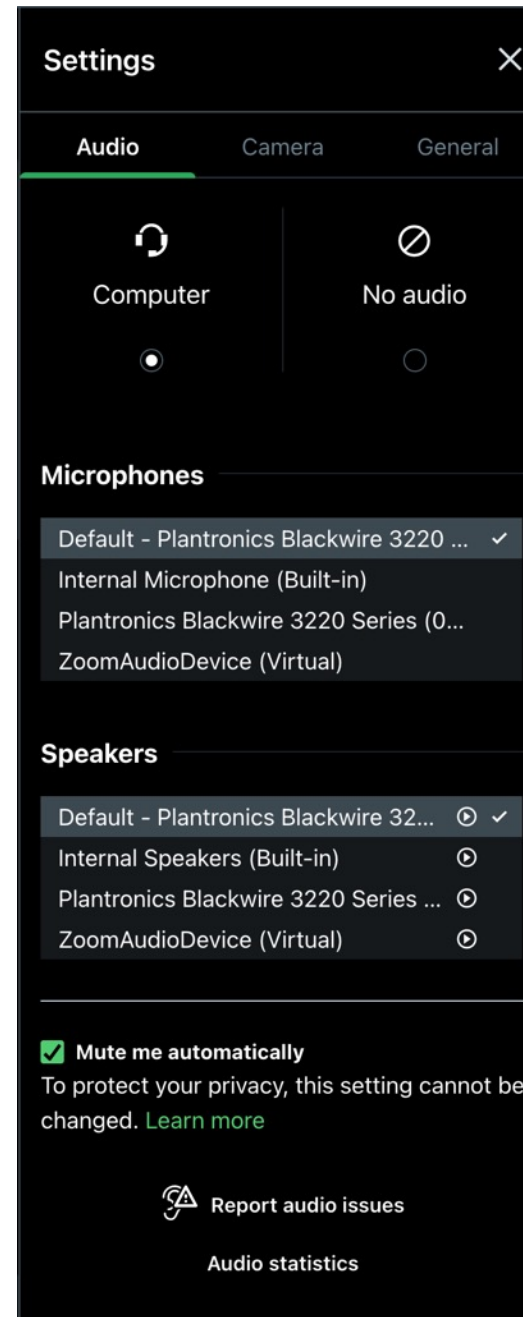 Settings
Audio Camera General
Computer No audio
Microphones
Default - Plantronics Blackwire 3220 ...
Internal Microphone (Built-in)
Plantronics Blackwire 3220 Series (0...
ZoomAudioDevice (Virtual)
Speakers
Default - Plantronics Blackwire 32...
Internal Speakers (Built-in)
Plantronics Blackwire 3220 Series ...
ZoomAudioDevice (Virtual)
Mute me automatically
To protect your privacy, this setting cannot be
changed. Learn more
Report audio issues
Audio statistics